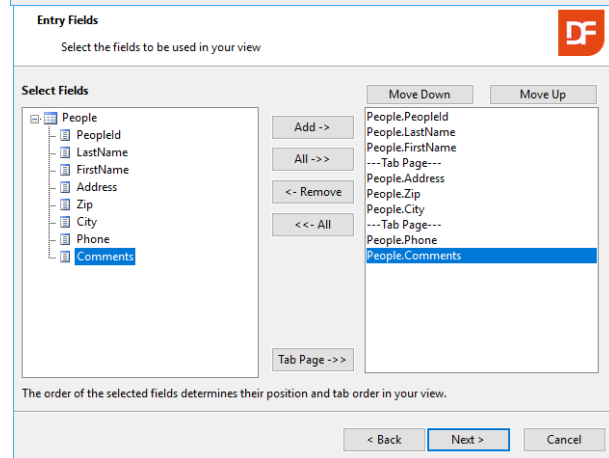 Entry Fields
Select the fields to be used in your view
DF
Select Fields
Move Down
Move Up
People
PeopleId
LastName
FirstName
Address
Zip
City
Phone
Comments
Add ->
All ->>
<- Remove
<<- All
Tab Page ->>
People.PeopleId
People.LastName
People.FirstName
---Tab Page---
People.Address
People.Zip
People.City
---Tab Page---
People.Phone
People.Comments
The order of the selected fields determines their position and tab order in your view.
< Back
Next >
Cancel